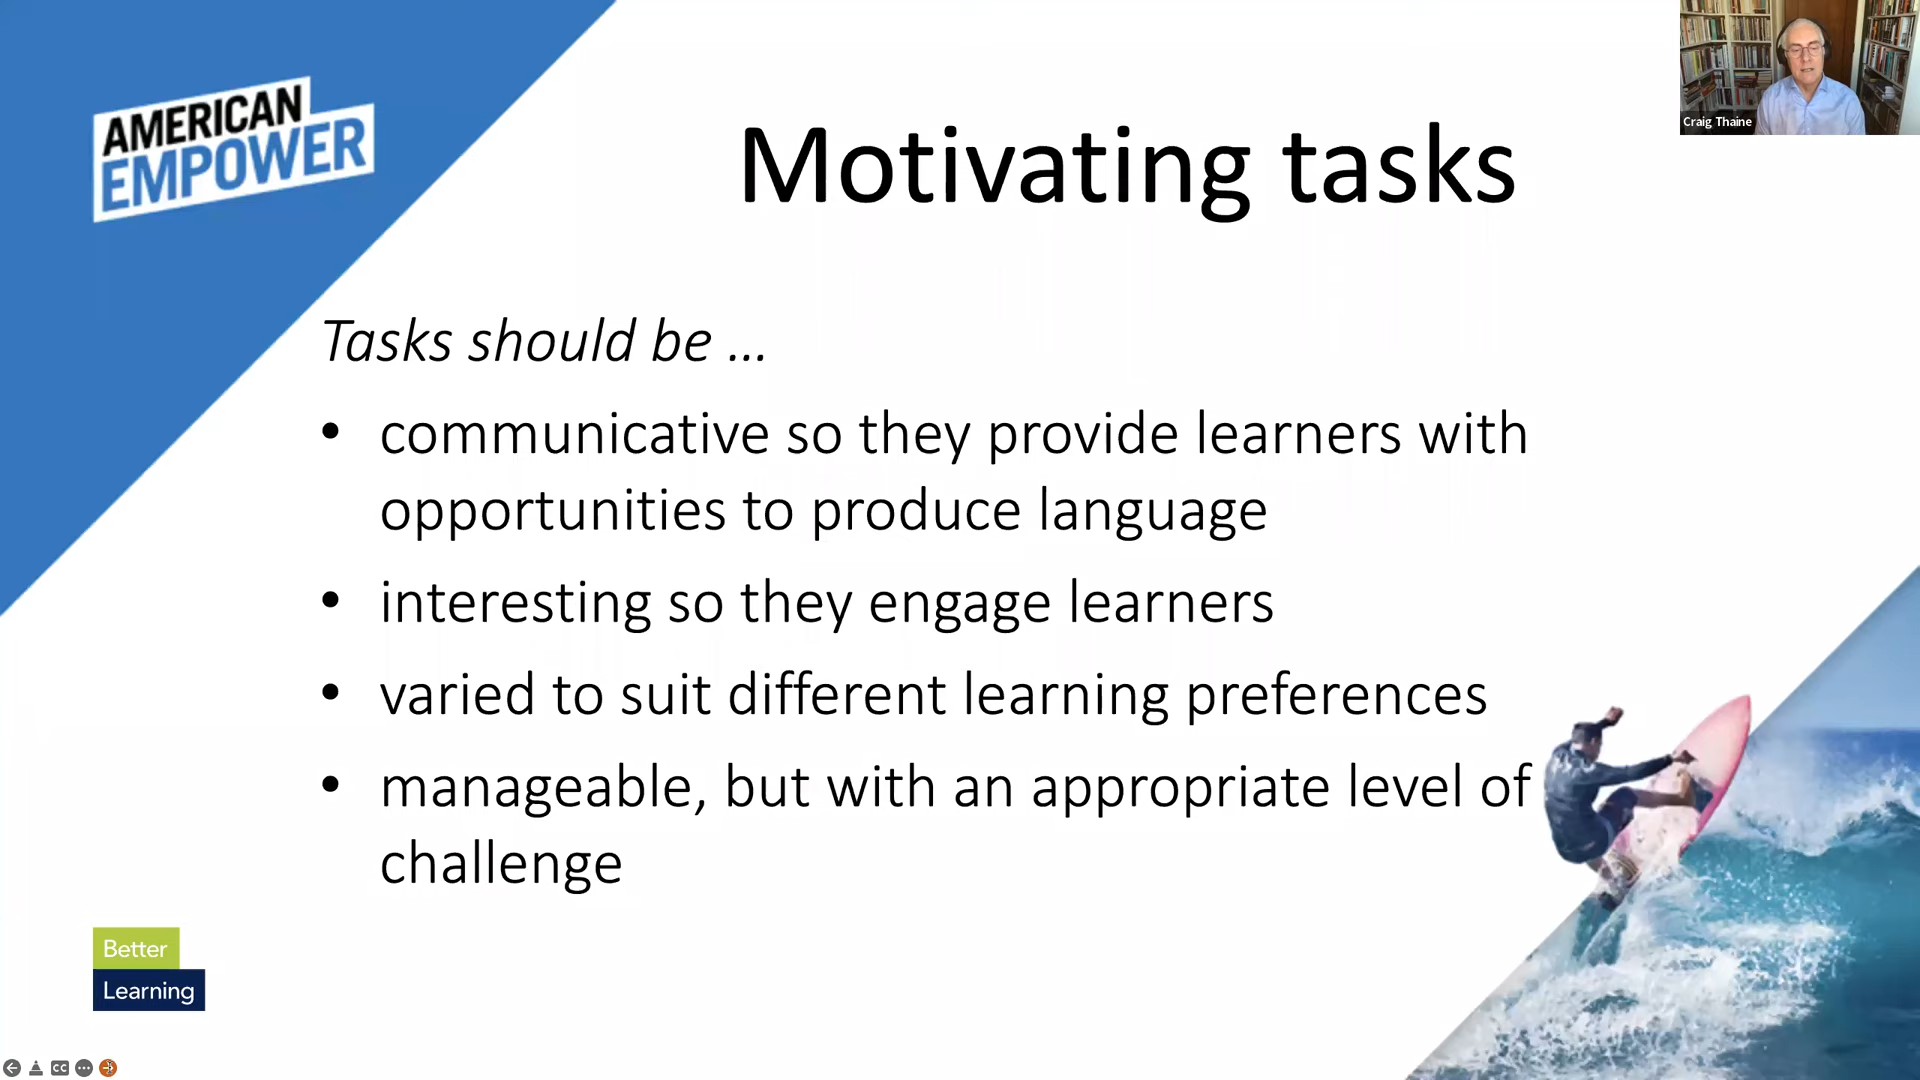 AMERICAN
EMPOWER
Craig Thaine
Motivating tasks
Tasks should be ...
• communicative so they provide learners with
opportunities to produce language
• interesting so they engage learners
• varied to suit different learning preferences
• manageable, but with an appropriate level of
challenge
Better
Learning
CC